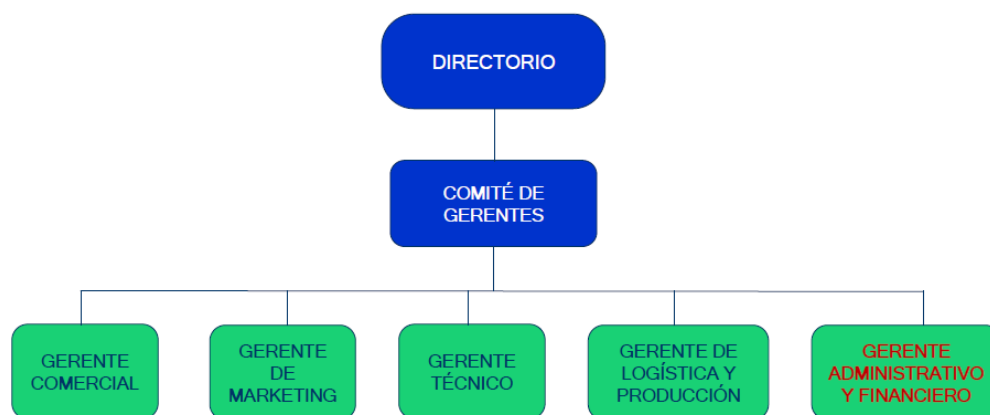 DIRECTORIO
COMITÉ DE
GERENTES
GERENTE
COMERCIAL
GERENTE
DE
MARKETING
GERENTE
TÉCNICO
GERENTE DE
LOGÍSTICA Y
PRODUCCIÓN
GERENTE
ADMINISTRATIVO
Y FINANCIERO